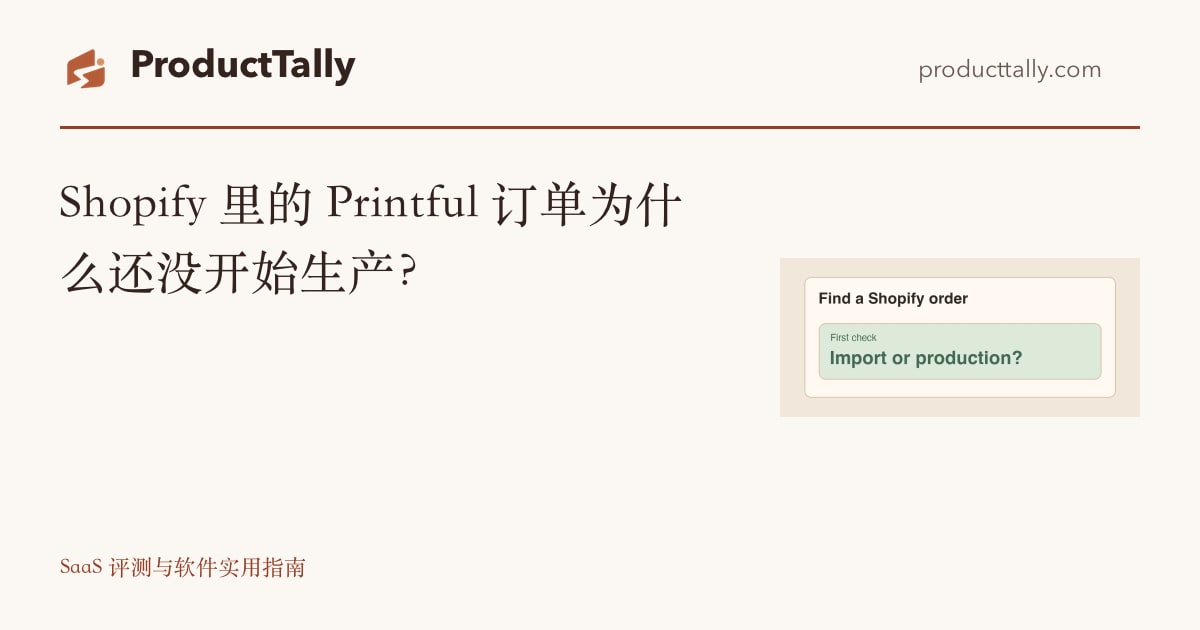 ProductTally
producttally.com
Shopify 里的 Printful 订单为什
么还没开始生产?
Find a Shopify order
First check
Import or production?
SaaS 评测与软件实用指南